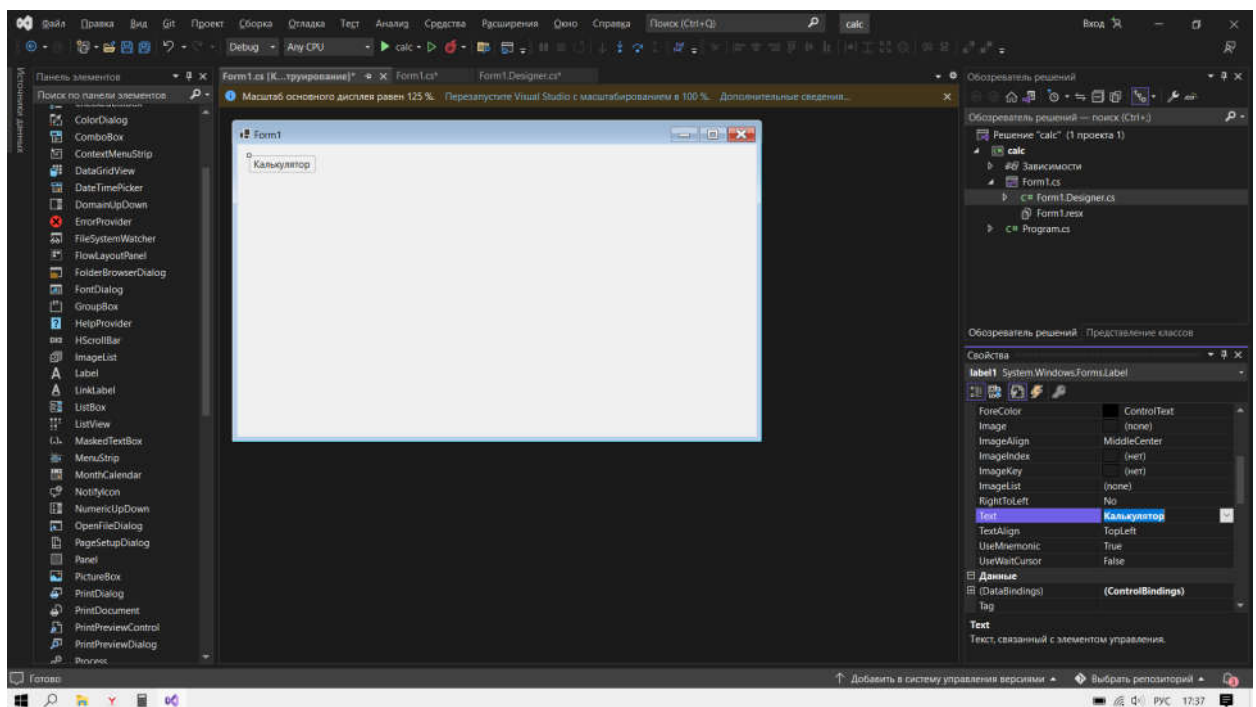 Файл Правка Вид Git Проект Сборка Отладка Тест Анализ Средства Расширения Окно Справка Поиск (Ctrl+Q) calc Вход
Debug Any CPU calc
Источники данных
Панель элементов
Поиск по панели элементов
ColorDialog
ComboBox
ContextMenuStrip
DataGridView
DateTimePicker
DomainUpDown
ErrorProvider
FileSystemWatcher
FlowLayoutPanel
FolderBrowserDialog
FontDialog
GroupBox
HelpProvider
HScrollBar
ImageList
Label
LinkLabel
ListBox
ListView
MaskedTextBox
MenuStrip
MonthCalendar
NotifyIcon
NumericUpDown
OpenFileDialog
PageSetupDialog
Panel
PictureBox
PrintDialog
PrintDocument
PrintPreviewControl
PrintPreviewDialog
Process
Form1.cs [К...труирование]* Form1.cs* Form1.Designer.cs*
Масштаб основного дисплея равен 125 %. Перезапустите Visual Studio с масштабированием в 100 %. Дополнительные сведения...
Form1
Калькулятор
Обозреватель решений
Обозреватель решений — поиск (Ctrl+;)
Решение "calc" (1 проекта 1)
calc
Зависимости
Form1.cs
C# Form1.Designer.cs
Form1.resx
C# Program.cs
Обозреватель решений Представление классов
Свойства
label1 System.Windows.Forms.Label
ForeColor ControlText
Image (none)
ImageAlign MiddleCenter
ImageIndex (нет)
ImageKey (нет)
ImageList (none)
RightToLeft No
Text Калькулятор
TextAlign TopLeft
UseMnemonic True
UseWaitCursor False
Данные
(DataBindings) (ControlBindings)
Tag
Text
Текст, связанный с элементом управления.
Готово Добавить в систему управления версиями Выбрать репозиторий
РУС 17:37